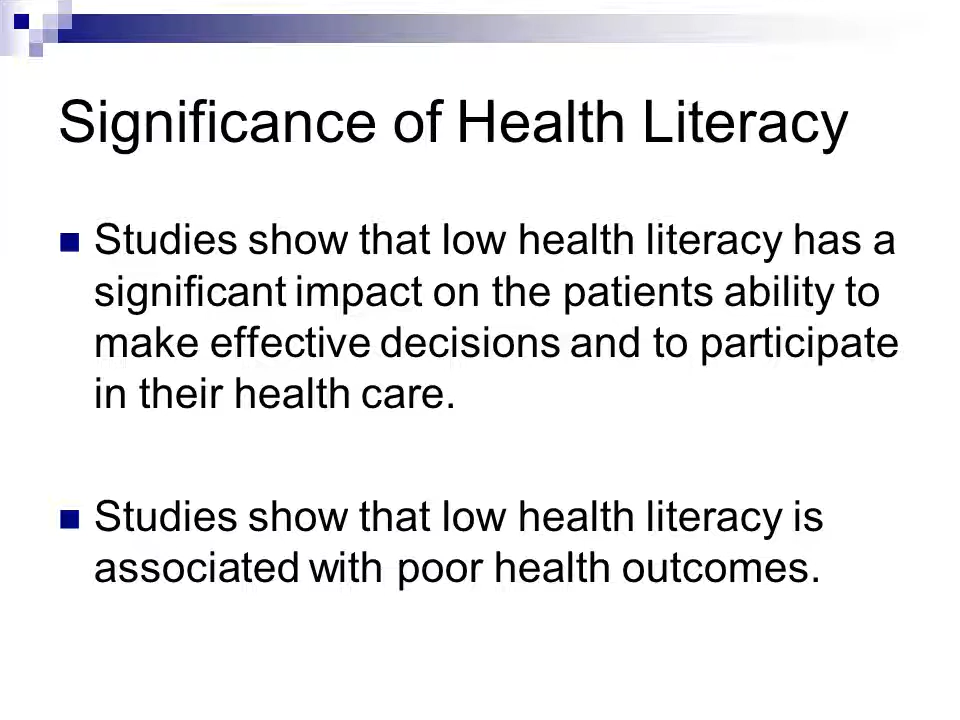 Significance of Health Literacy
Studies show that low health literacy has a
significant impact on the patients ability to
make effective decisions and to participate
in their health care.
Studies show that low health literacy is
associated with poor health outcomes.